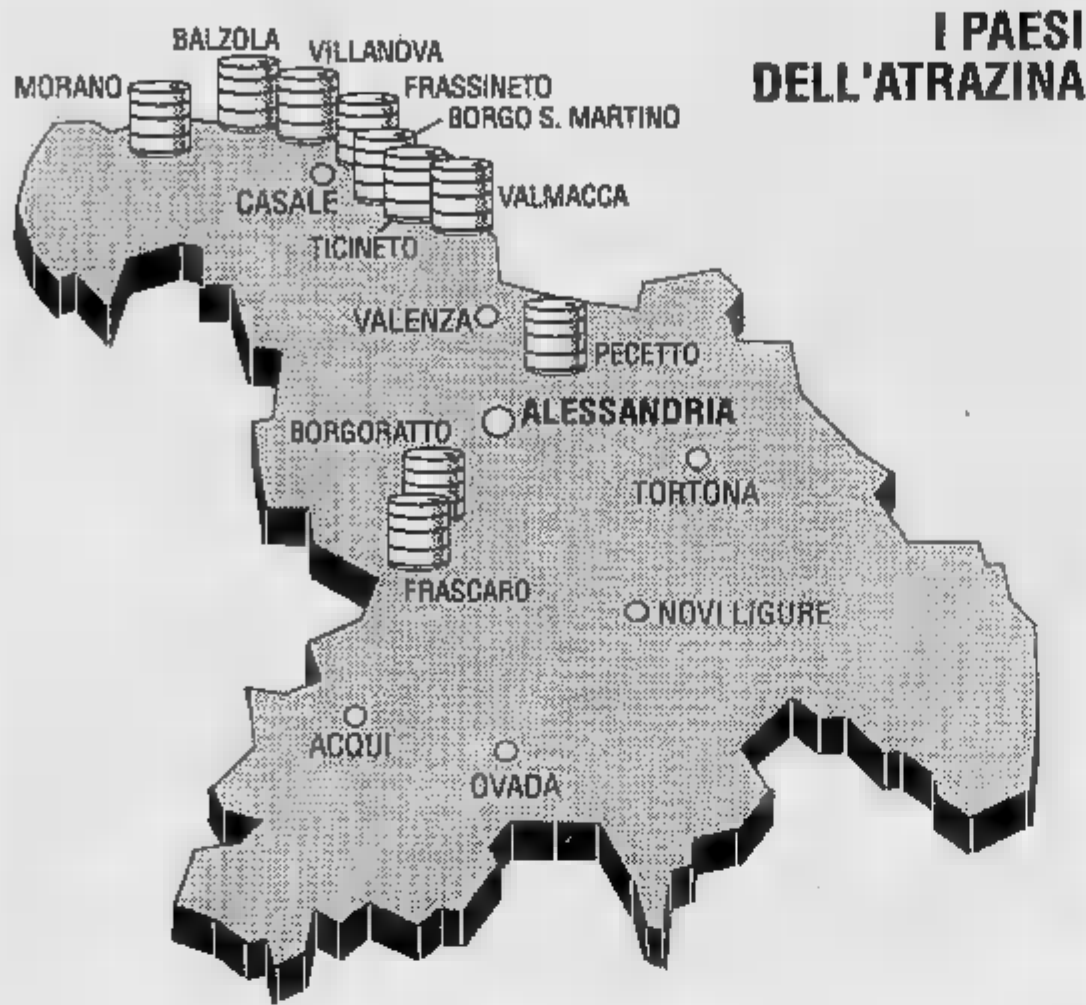 I PAESI
DELL'ATRAZINA
BALZOLA
VILLANOVA
MORANO
FRASSINETO
BORGO S. MARTINO
CASALE
VALMACCA
TICINETO
VALENZA
PECETTO
ALESSANDRIA
BORGORATTO
TORTONA
FRASCARO
NOVI LIGURE
ACQUI
OVADA